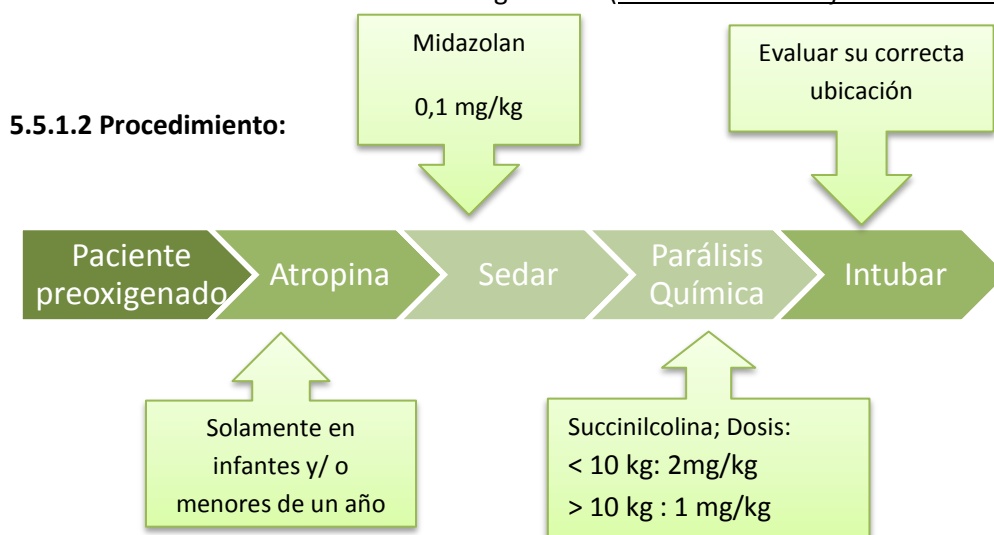 Midazolan
0,1 mg/kg
Evaluar su correcta
ubicación
5.5.1.2 Procedimiento:
Paciente
preoxigenado
Atropina
Sedar
Parálisis
Química
Intubar
Solamente en
infantes y/ o
menores de un año
Succinilcolina; Dosis:
< 10 kg: 2mg/kg
> 10 kg : 1 mg/kg